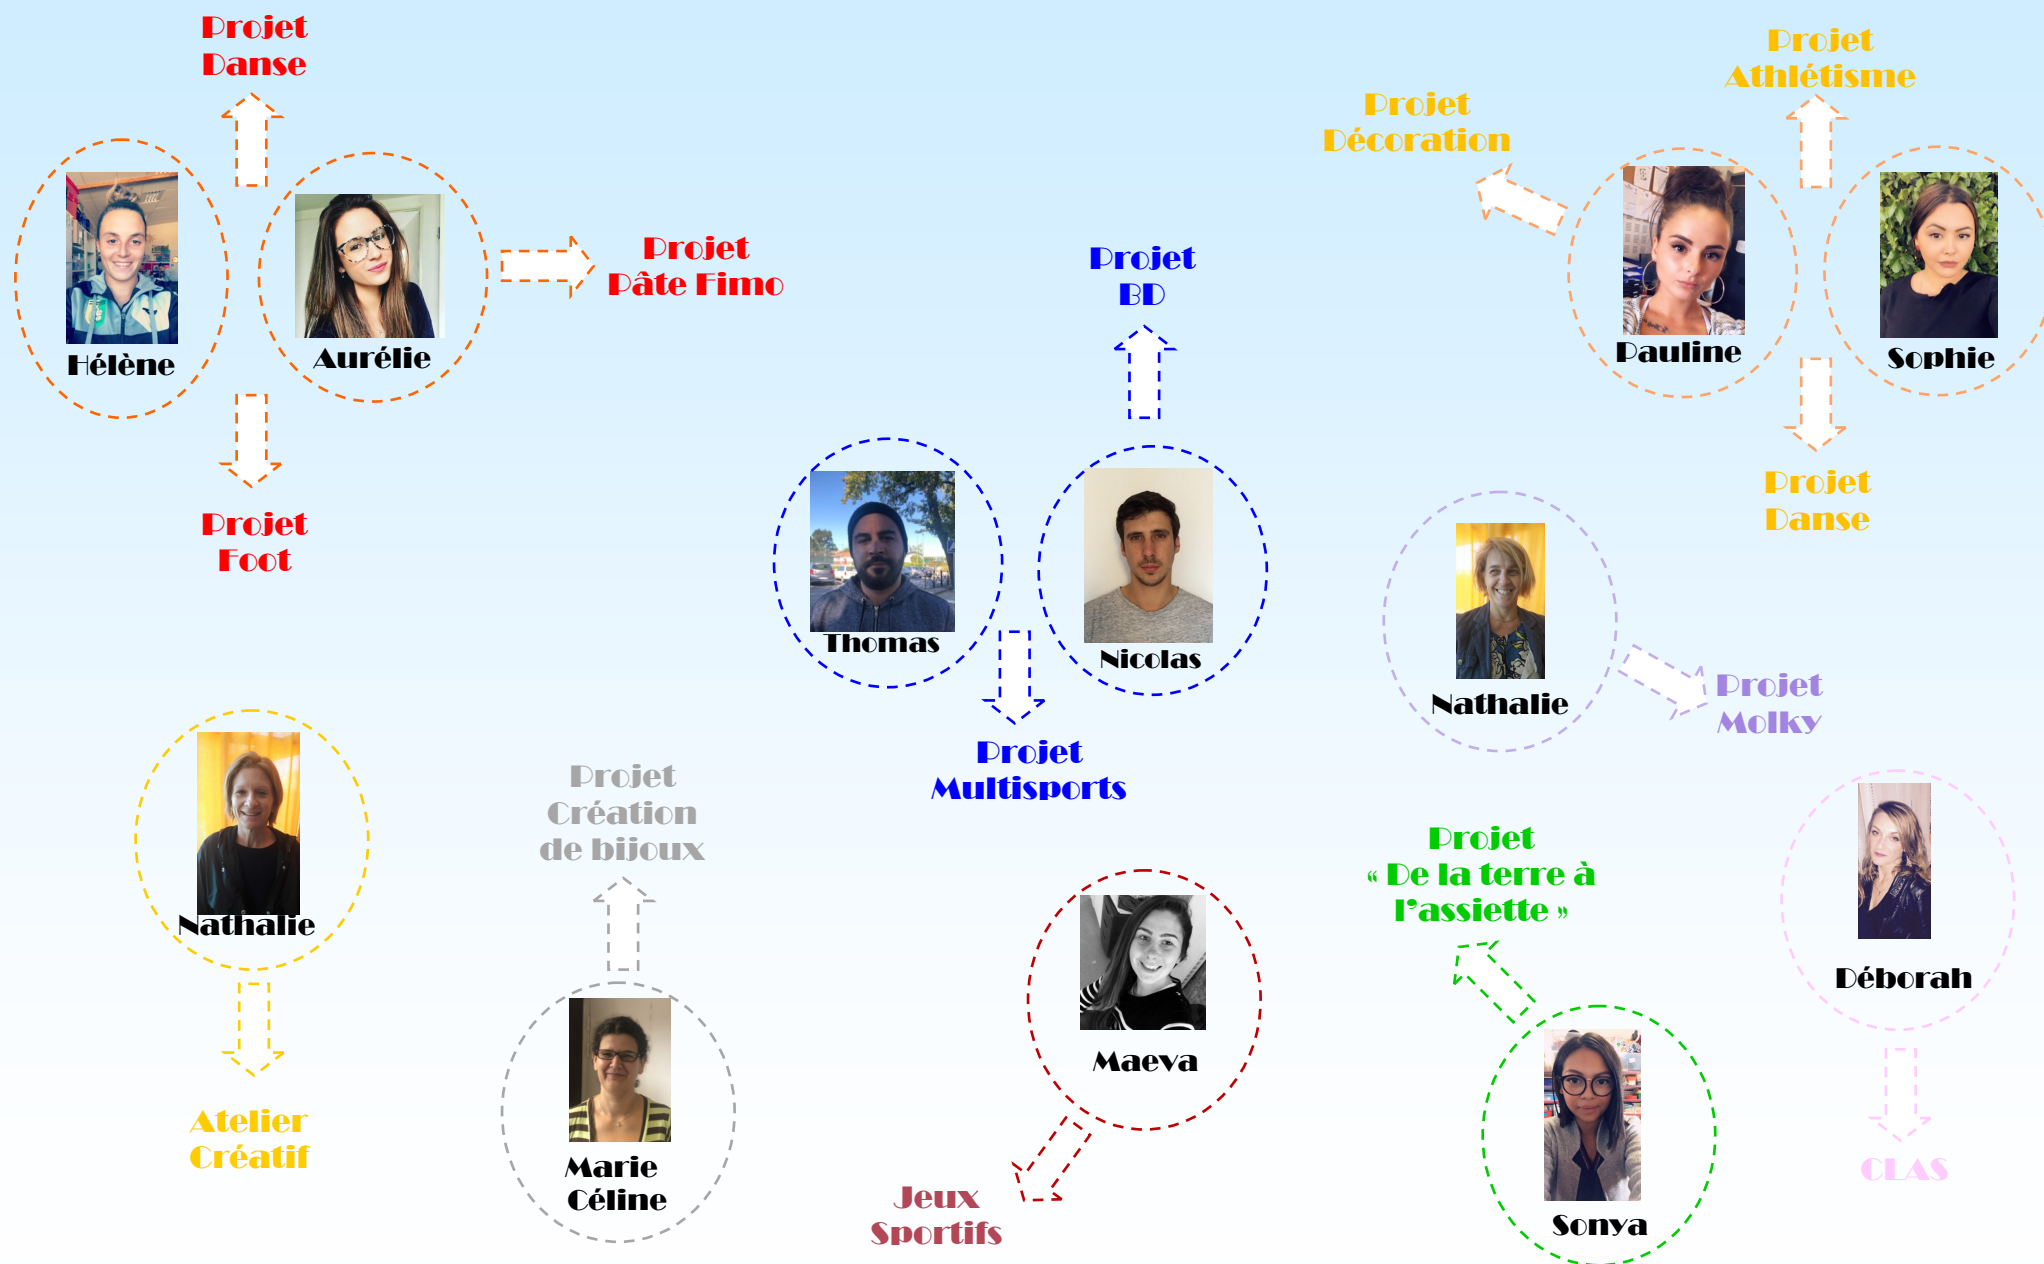 Projet
Danse
Hélène
Aurélie
Projet
Pâte Fimo
Projet
Foot
Projet
BD
Thomas
Nicolas
Projet
Multisports
Projet
Décoration
Projet
Athlétisme
Pauline
Sophie
Projet
Danse
Nathalie
Projet
Molky
Nathalie
Atelier
Créatif
Projet
Création
de bijoux
Marie
Céline
Maeva
Jeux
Sportifs
Projet
« De la terre à
l’assiette »
Sonya
Déborah
CLAS